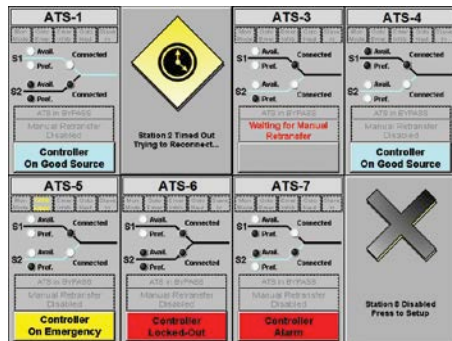 ATS-1
S1
Avail.
Pref.
Connected
S2
Avail.
Pref.
Connected
ATS in BYPASS
Manual Retransfer
Disabled
Controller
On Good Source
Station 2 Timed Out
Trying to Reconnect...
ATS-3
S1
Avail.
Pref.
Connected
S2
Avail.
Pref.
Connected
ATS in BYPASS
Waiting for Manual
Retransfer
ATS-4
S1
Avail.
Pref.
Connected
S2
Avail.
Pref.
Connected
ATS in BYPASS
Manual Retransfer
Disabled
Controller
On Good Source
ATS-5
S1
Avail.
Pref.
Connected
S2
Avail.
Pref.
Connected
ATS in BYPASS
Manual Retransfer
Disabled
Controller
On Emergency
ATS-6
S1
Avail.
Pref.
Connected
S2
Avail.
Pref.
Connected
ATS in BYPASS
Manual Retransfer
Disabled
Controller
Locked-Out
ATS-7
S1
Avail.
Pref.
Connected
S2
Avail.
Pref.
Connected
ATS in BYPASS
Manual Retransfer
Disabled
Controller
Alarm
Station 8 Disabled
Press to Setup